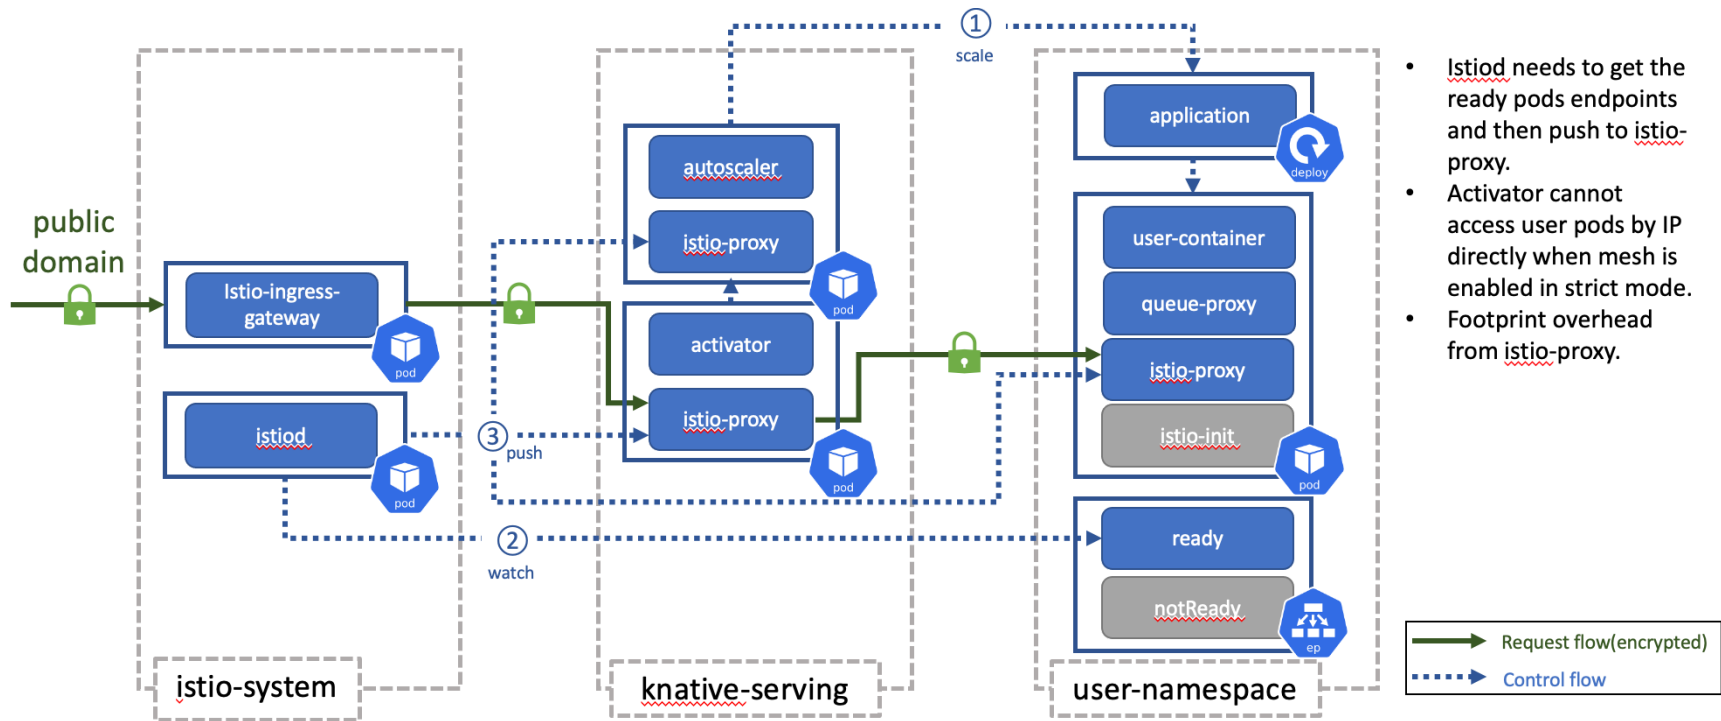 ①
scale
public
domain
Istio-ingress-
gateway
pod
istiod
pod
istio-system
autoscaler
istio-proxy
pod
activator
istio-proxy
pod
③
push
②
watch
knative-serving
application
deploy
user-container
queue-proxy
istio-proxy
istio-init
pod
ready
notReady
ep
user-namespace
• Istiod needs to get the
ready pods endpoints
and then push to istio-
proxy.
• Activator cannot
access user pods by IP
directly when mesh is
enabled in strict mode.
• Footprint overhead
from istio-proxy.
Request flow(encrypted)
Control flow